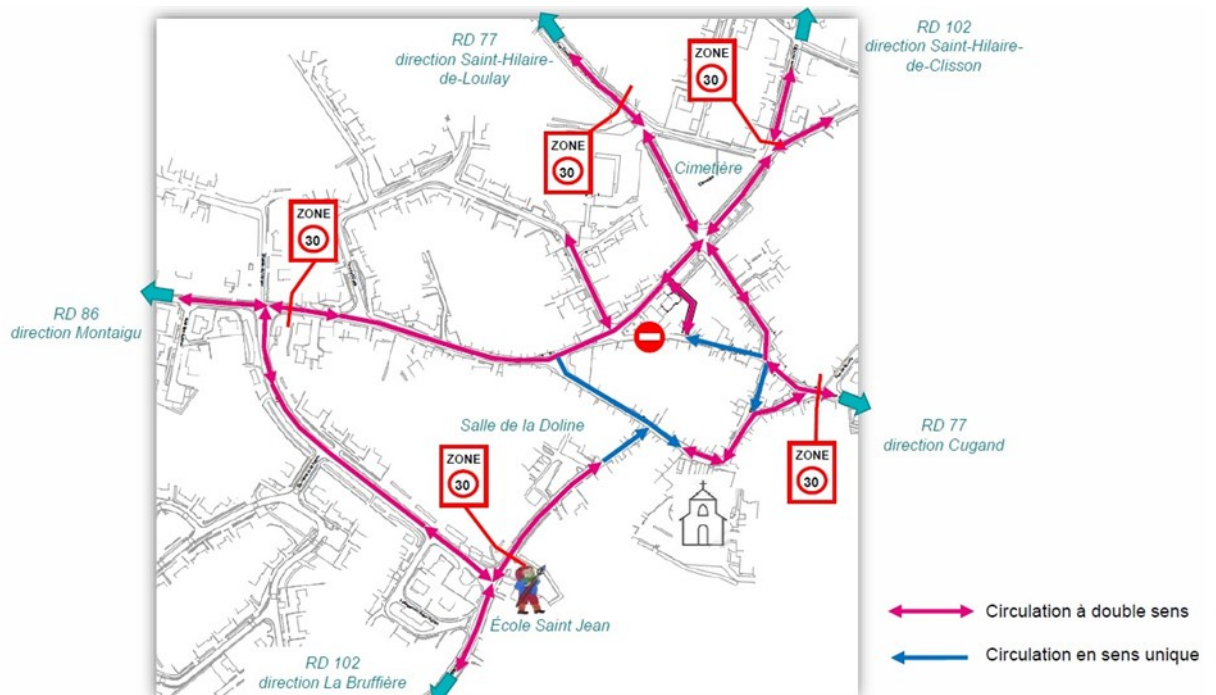 RD 77
direction Saint-Hilaire-
de-Loulay
RD 102
direction Saint-Hilaire-
de-Clisson
ZONE
30
ZONE
30
Cimetière
ZONE
30
RD 86
direction Montaigu
Salle de la Doline
RD 77
direction Cugand
ZONE
30
ZONE
30
École Saint Jean
RD 102
direction La Bruffière
Circulation à double sens
Circulation en sens unique